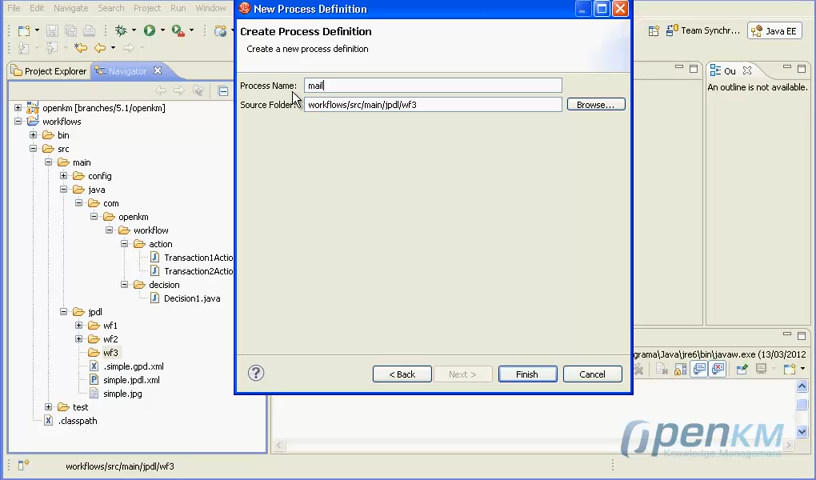 New Process Definition
File Edit Navigate Search Project Run Window
Create Process Definition
Create a new process definition
Team Synchr...
Java EE
Project Explorer
Navigator
Ou
Process Name:
mail
An outline is not available.
Source Folder:
workflows/src/main/jpdl/wf3
Browse...
openkm [branches/5.1/openkm]
workflows
bin
src
main
config
java
com
openkm
workflow
action
Transaction1Actio
Transaction2Actio
decision
Decision1.java
jpdl
wf1
wf2
wf3
.simple.gpd.xml
simple.jpdl.xml
simple.jpg
test
.classpath
rograma\Java\jre6\bin\javaw.exe (13/03/2012
?
< Back
Next >
Finish
Cancel
OpenKM
Knowledge Management
workflows/src/main/jpdl/wf3